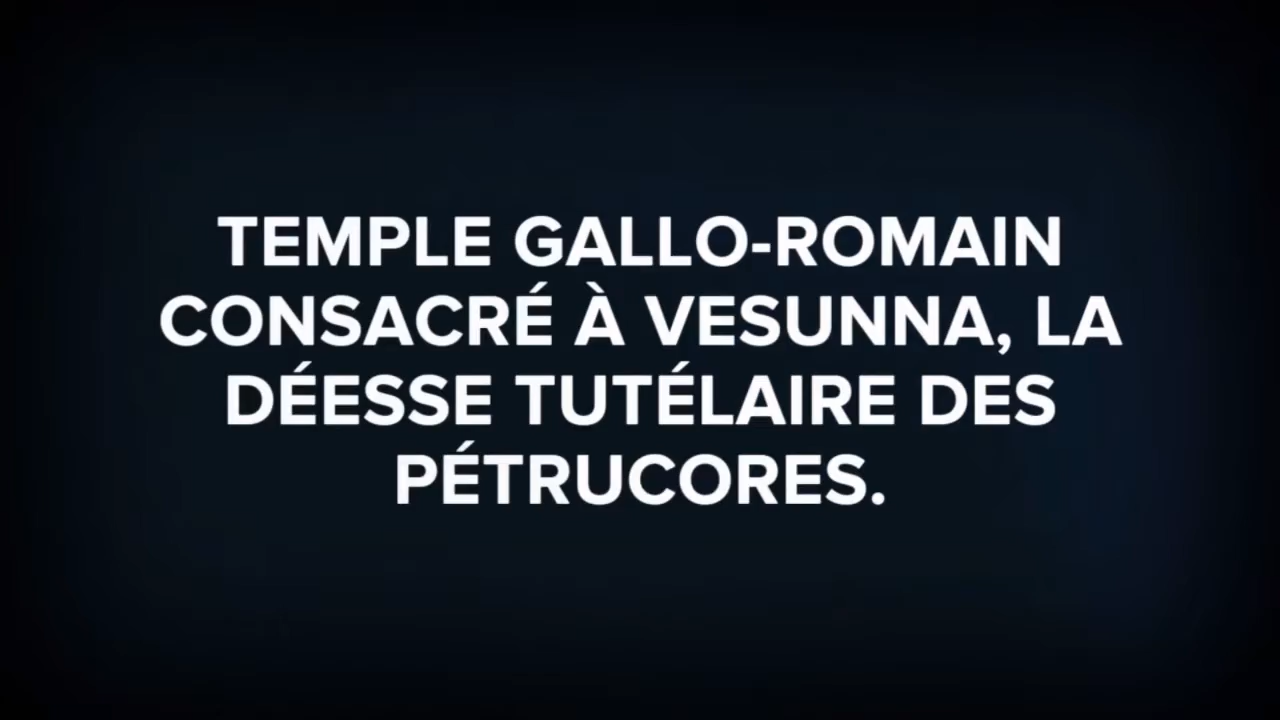 TEMPLE GALLO-ROMAIN
CONSACRÉ À VESUNNA, LA
DÉESSE TUTÉLAIRE DES
PÉTRUCORES.